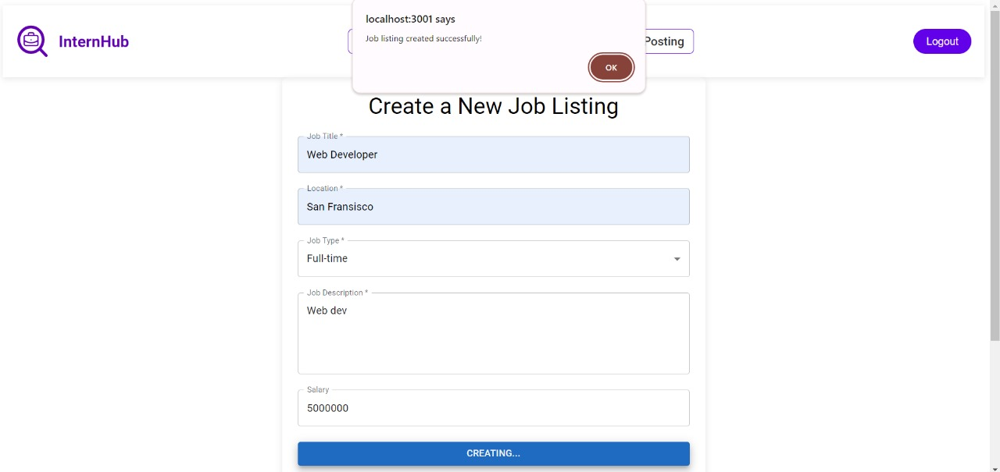 localhost:3001 says
Job listing created successfully!
OK
InternHub
Posting
Logout
Create a New Job Listing
Job Title *
Web Developer
Location *
San Fransisco
Job Type *
Full-time
Job Description *
Web dev
Salary
5000000
CREATING...